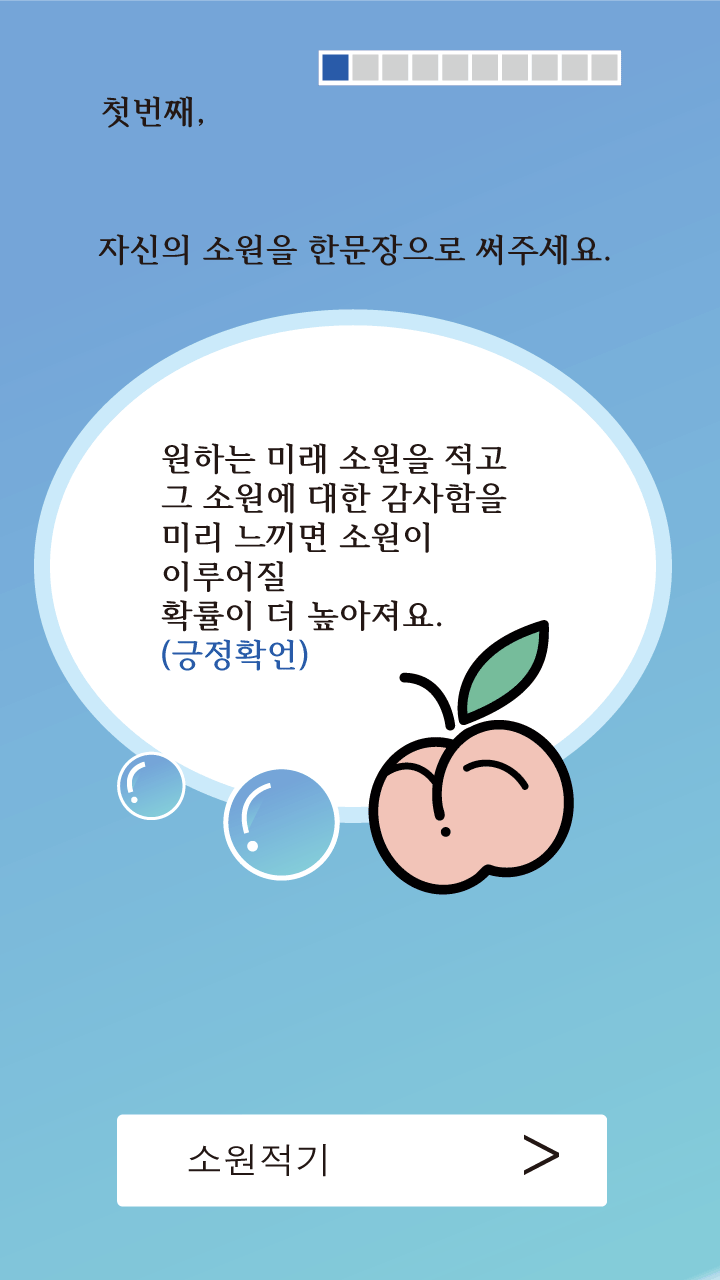 첫번째,
자신의 소원을 한문장으로 써주세요.
원하는 미래 소원을 적고
그 소원에 대한 감사함을
미리 느끼면 소원이
이루어질
확률이 더 높아져요.
(긍정확언)
소원적기 >